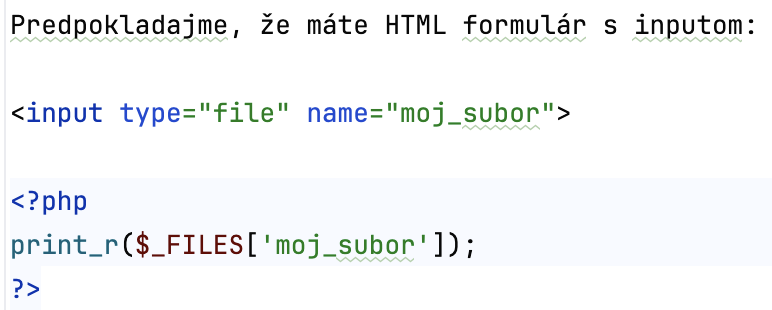 Predpokladajme, že máte HTML formulár s inputom:
<input type="file" name="moj_subor">
<?php
print_r($_FILES['moj_subor']);
?>